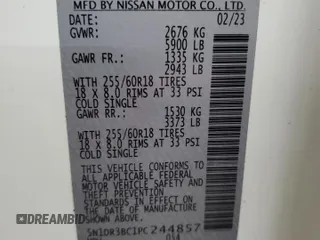 MFD BY NISSAN MOTOR CO., LTD.
02/23
GVWR: 2676 KG
5900 LB
GAWR FR.: 1335 KG
2943 LB
WITH 255/60R18 TIRES
18 X 8.0 RIMS AT 33 PSI
COLD SINGLE
GAWR RR.: 1530 KG
3373 LB
WITH 255/60R18 TIRES
18 X 8.0 RIMS AT 33 PSI
COLD SINGLE
THIS VEHICLE CONFORMS TO ALL
APPLICABLE FEDERAL MOTOR
VEHICLE SAFETY AND
STANDARDS IN EFFECT ON THE
DATE OF MANUFACTURE
SHOWN ABOVE.
5N1DR3BC1PC244857
DREAMBID